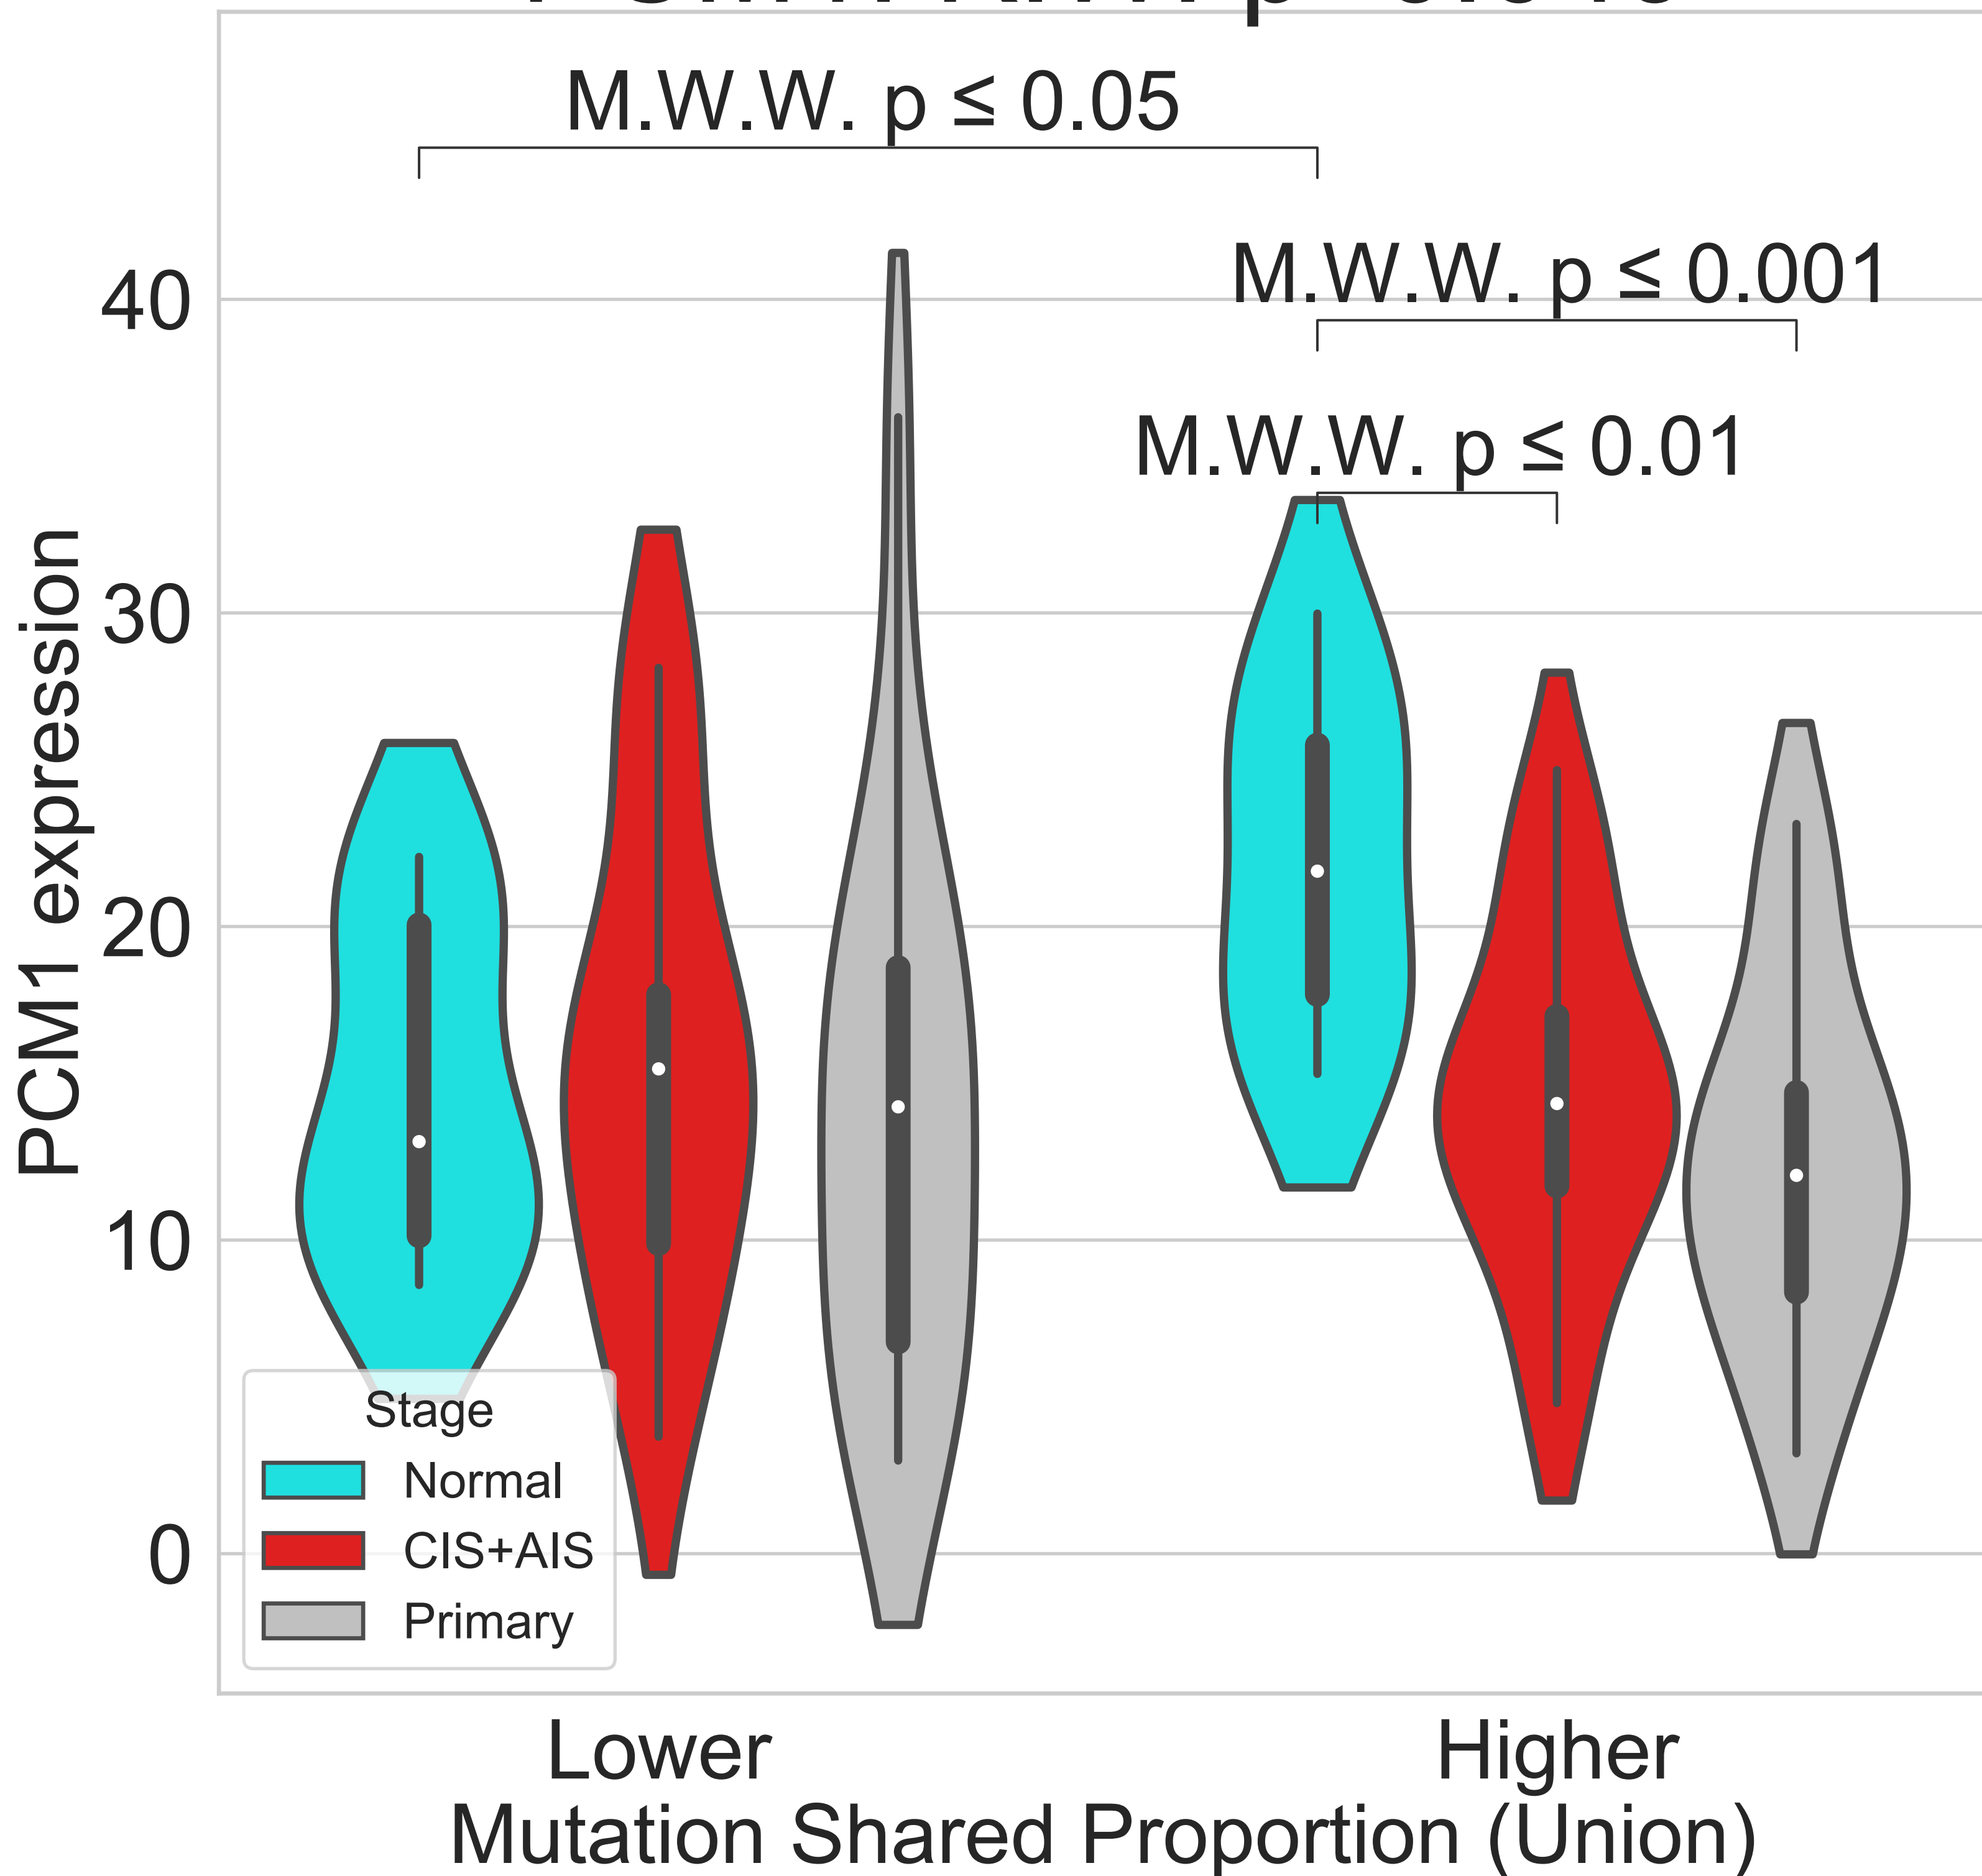 M.W.W. p ≤ 0.05
M.W.W. p ≤ 0.001
M.W.W. p ≤ 0.01
PCM1 expression
40
30
20
10
0
Stage
Normal
CIS+AIS
Primary
Lower
Higher
Mutation Shared Proportion (Union)